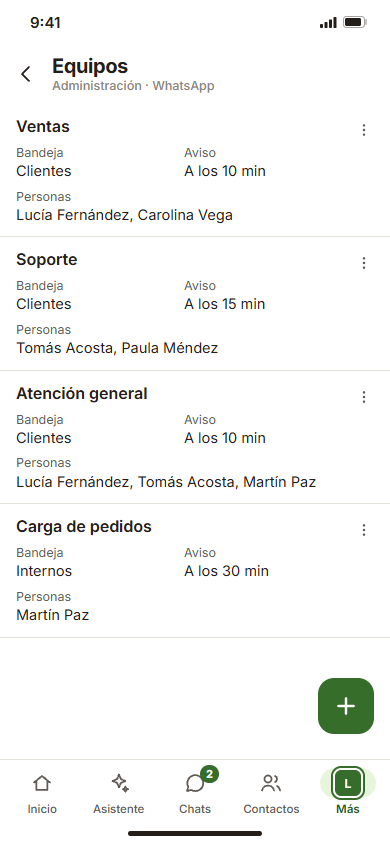 9:41
Equipos
Administración · WhatsApp
Ventas
Bandeja
Aviso
Clientes
A los 10 min
Personas
Lucía Fernández, Carolina Vega
Soporte
Bandeja
Aviso
Clientes
A los 15 min
Personas
Tomás Acosta, Paula Méndez
Atención general
Bandeja
Aviso
Clientes
A los 10 min
Personas
Lucía Fernández, Tomás Acosta, Martín Paz
Carga de pedidos
Bandeja
Aviso
Internos
A los 30 min
Personas
Martín Paz
2
L
Inicio
Asistente
Chats
Contactos
Más